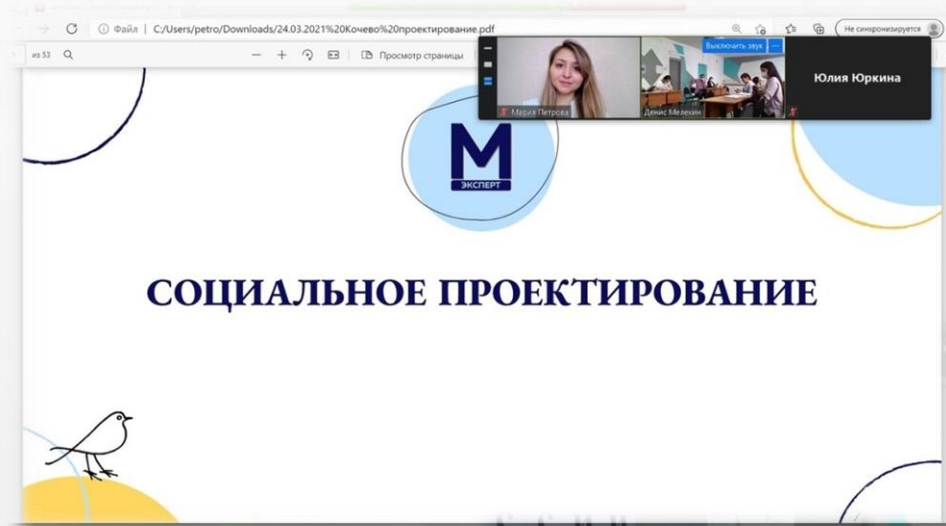 Файл | C:/Users/petro/Downloads/24.03.2021%20Кочево%20проектирование.pdf
Не синхронизируется
из 53
Просмотр страницы
Выключить звук
Мария Петрова
Денис Мелехин
Юлия Юркина
М
ЭКСПЕРТ
СОЦИАЛЬНОЕ ПРОЕКТИРОВАНИЕ